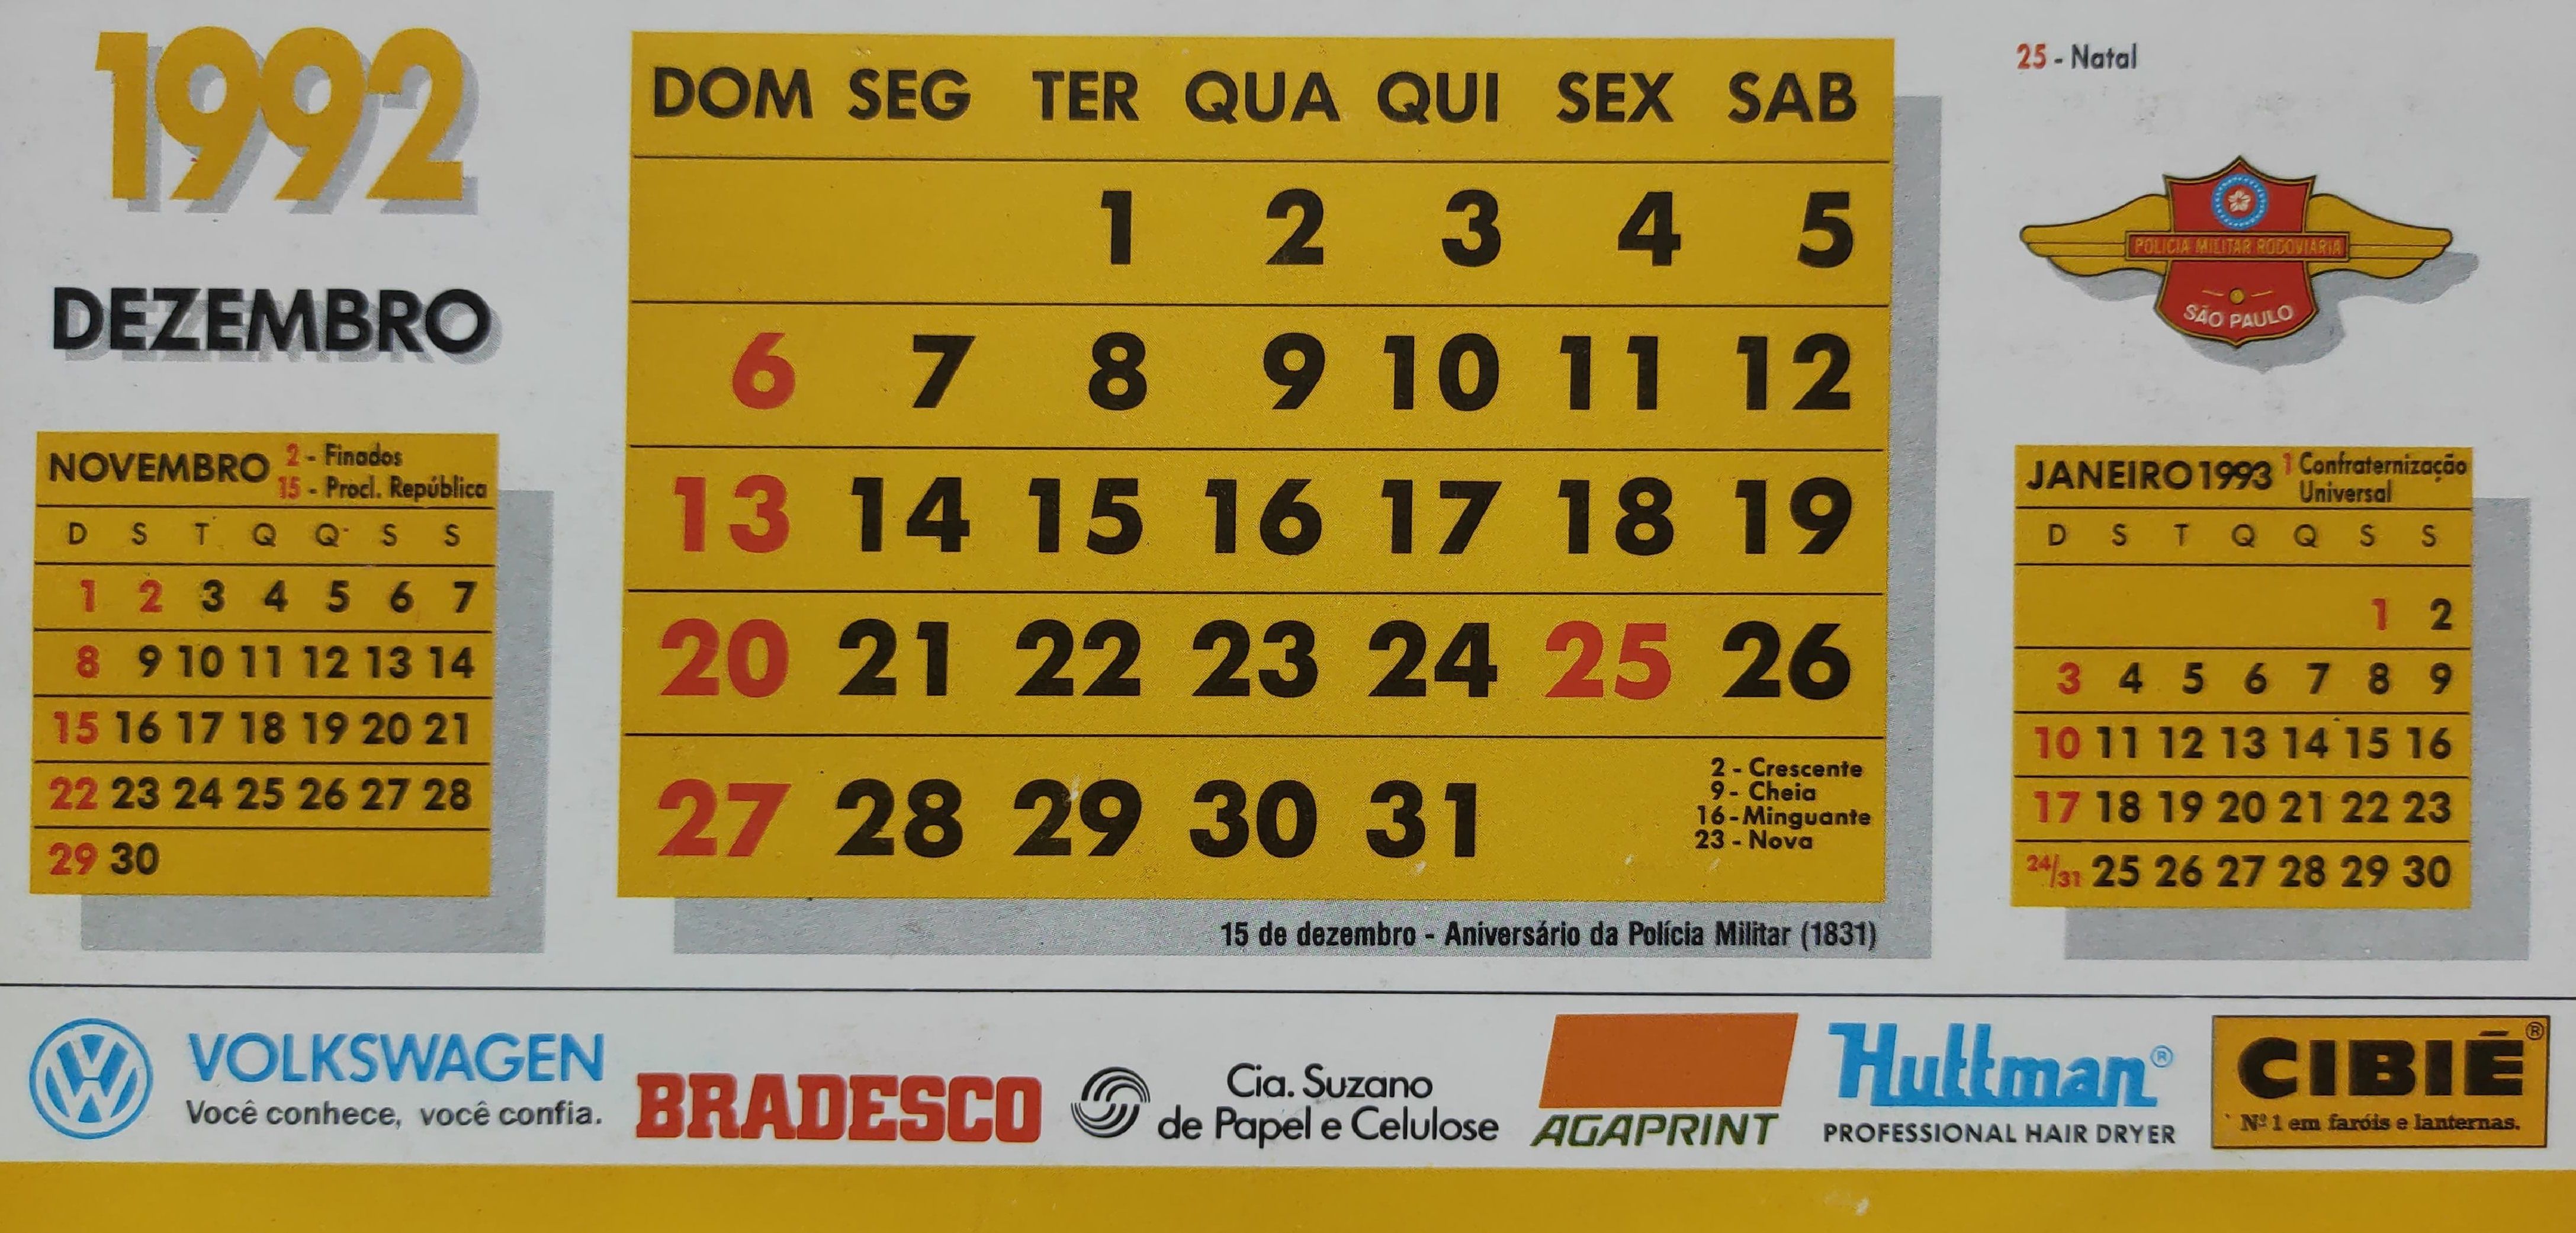 1992
DEZEMBRO
NOVEMBRO 2 - Finados
15 - Procl. República
D S T Q Q S S
1 2 3 4 5 6 7
8 9 10 11 12 13 14
15 16 17 18 19 20 21
22 23 24 25 26 27 28
29 30
DOM SEG TER QUA QUI SEX SAB
1 2 3 4 5
6 7 8 9 10 11 12
13 14 15 16 17 18 19
20 21 22 23 24 25 26
27 28 29 30 31
2 - Crescente
9 - Cheia
16 - Minguante
23 - Nova
15 de dezembro - Aniversário da Polícia Militar (1831)
25 - Natal
POLICIA MILITAR RODOVIARIA
SÃO PAULO
JANEIRO 1993 1 Confraternização
Universal
D S T Q Q S S
1 2
3 4 5 6 7 8 9
10 11 12 13 14 15 16
17 18 19 20 21 22 23
24/31 25 26 27 28 29 30
VW VOLKSWAGEN
Você conhece, você confia.
BRADESCO
Cia. Suzano
de Papel e Celulose
AGAPRINT
Huttman®
PROFESSIONAL HAIR DRYER
CIBIÉ®
Nº 1 em faróis e lanternas.